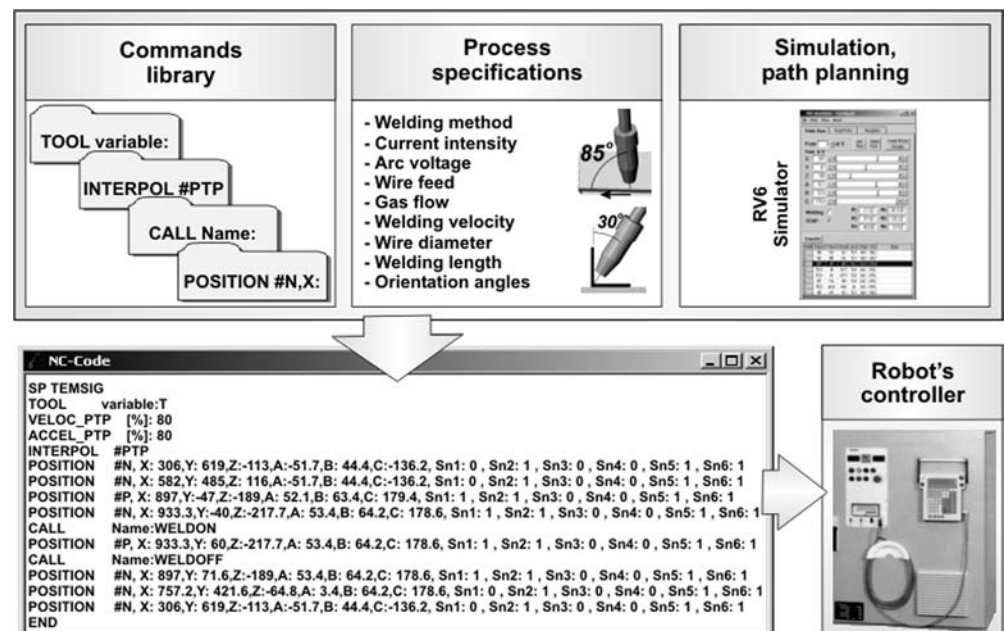 Commands
library
TOOL variable:
INTERPOL #PTP
CALL Name:
POSITION #N,X:
Process
specifications
- Welding method
- Current intensity
- Arc voltage
- Wire feed
- Gas flow
- Welding velocity
- Wire diameter
- Welding length
- Orientation angles
85°
30°
Simulation,
path planning
RV6
Simulator
NC-Code
SP TEMSIG
TOOL variable:T
VELOC_PTP [%]: 80
ACCEL_PTP [%]: 80
INTERPOL #PTP
POSITION #N, X: 306,Y: 619,Z:-113,A:-51.7,B: 44.4,C:-136.2, Sn1: 0 , Sn2: 1 , Sn3: 0 , Sn4: 0 , Sn5: 1 , Sn6: 1
POSITION #N, X: 582,Y: 485,Z: 116,A:-51.7,B: 44.4,C:-136.2, Sn1: 0 , Sn2: 1 , Sn3: 0 , Sn4: 0 , Sn5: 1 , Sn6: 1
POSITION #P, X: 897,Y:-47,Z:-189,A: 52.1,B: 63.4,C: 179.4, Sn1: 1 , Sn2: 1 , Sn3: 0 , Sn4: 0 , Sn5: 1 , Sn6: 1
POSITION #N, X: 933.3,Y:-40,Z:-217.7,A: 53.4,B: 64.2,C: 178.6, Sn1: 1 , Sn2: 1 , Sn3: 0 , Sn4: 0 , Sn5: 1 , Sn6: 1
CALL Name:WELDON
POSITION #P, X: 933.3,Y: 60,Z:-217.7,A: 53.4,B: 64.2,C: 178.6, Sn1: 1 , Sn2: 1 , Sn3: 0 , Sn4: 0 , Sn5: 1 , Sn6: 1
CALL Name:WELDOFF
POSITION #N, X: 897,Y: 71.6,Z:-189,A: 53.4,B: 64.2,C: 178.6, Sn1: 1 , Sn2: 1 , Sn3: 0 , Sn4: 0 , Sn5: 1 , Sn6: 1
POSITION #N, X: 757.2,Y: 421.6,Z:-64.8,A: 3.4,B: 64.2,C: 178.6, Sn1: 0 , Sn2: 1 , Sn3: 0 , Sn4: 0 , Sn5: 1 , Sn6: 1
POSITION #N, X: 306,Y: 619,Z:-113,A:-51.7,B: 44.4,C:-136.2, Sn1: 0 , Sn2: 1 , Sn3: 0 , Sn4: 0 , Sn5: 1 , Sn6: 1
END
Robot's
controller